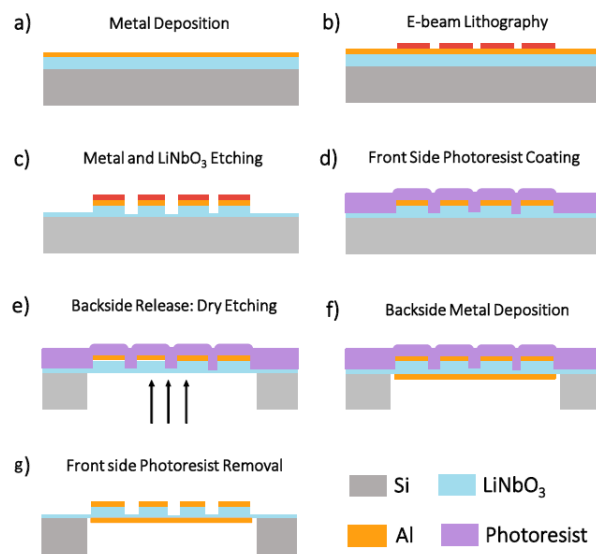 a) Metal Deposition
b) E-beam Lithography
c) Metal and LiNbO₃ Etching
d) Front Side Photoresist Coating
e) Backside Release: Dry Etching
f) Backside Metal Deposition
g) Front side Photoresist Removal
Si
LiNbO₃
Al
Photoresist